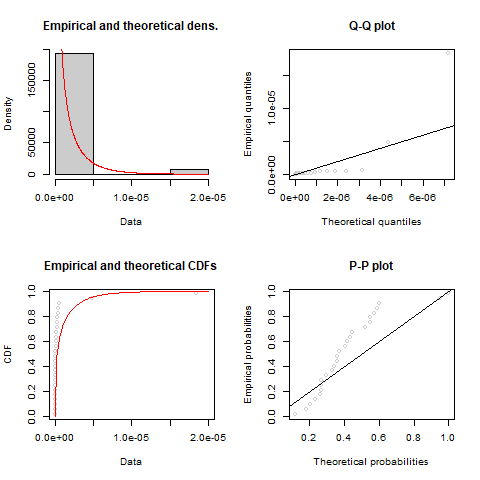 Empirical and theoretical dens.
Density
0 50000 150000
0.0e+00 1.0e-05 2.0e-05
Data
Q-Q plot
Empirical quantiles
0.0e+00 1.0e-05
0e+00 2e-06 4e-06 6e-06
Theoretical quantiles
Empirical and theoretical CDFs
CDF
0.0 0.2 0.4 0.6 0.8 1.0
0.0e+00 1.0e-05 2.0e-05
Data
P-P plot
Empirical probabilities
0.0 0.2 0.4 0.6 0.8 1.0
0.2 0.4 0.6 0.8 1.0
Theoretical probabilities